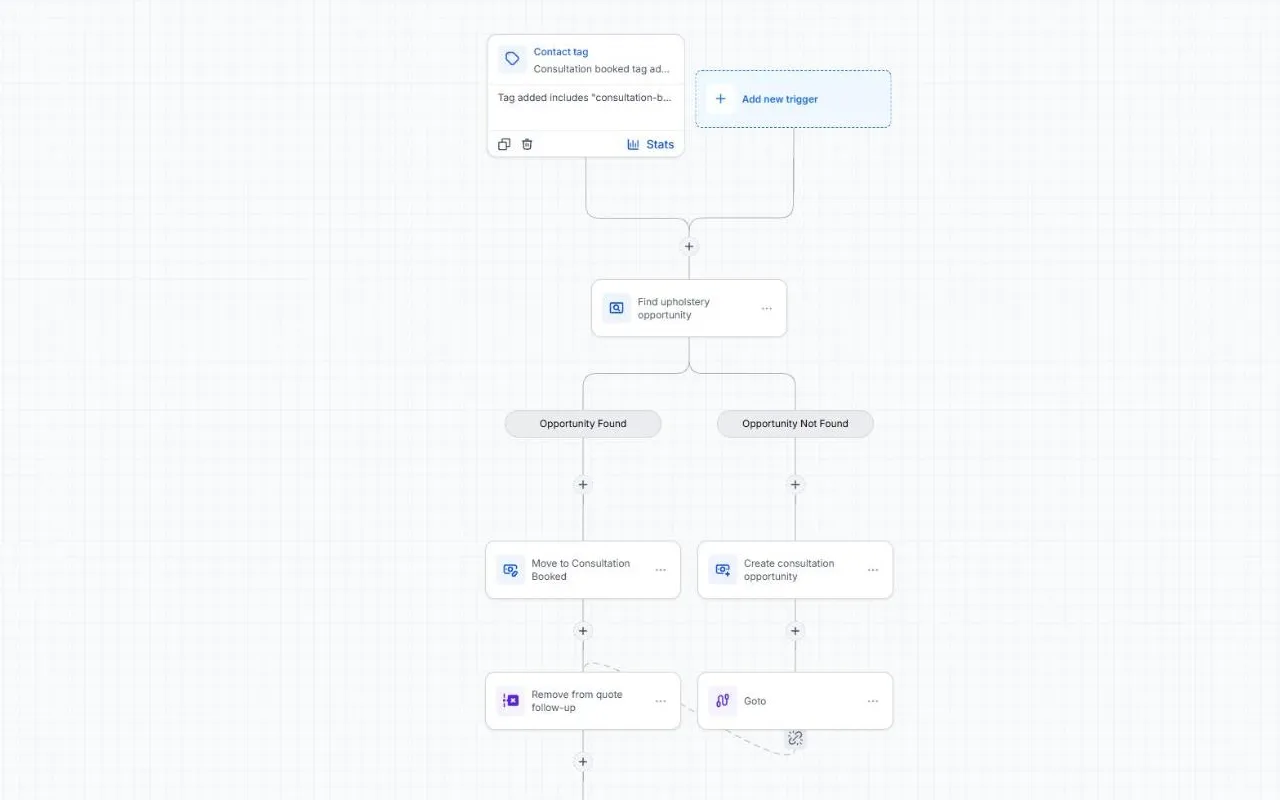 Contact tag
Consultation booked tag ad...
Tag added includes "consultation-b...
Stats
Add new trigger
Find upholstery
opportunity
Opportunity Found
Opportunity Not Found
Move to Consultation
Booked
Create consultation
opportunity
Remove from quote
follow-up
Goto